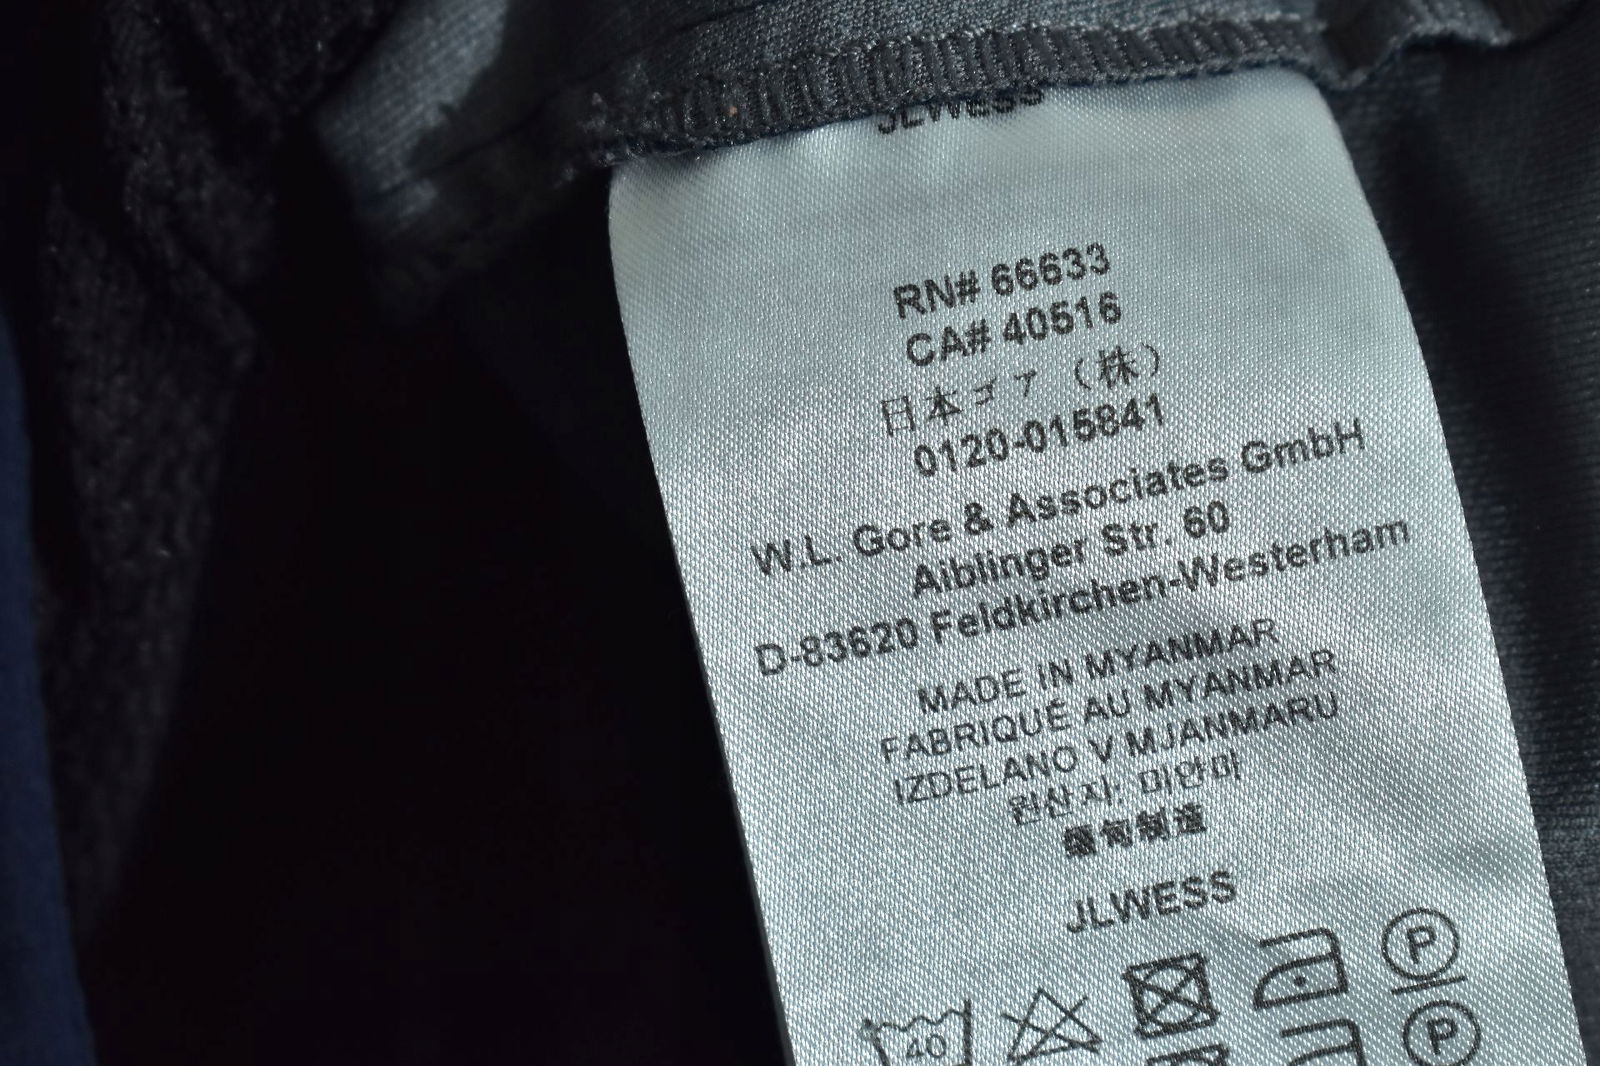 JLWESS
RN# 66633
CA# 40516
日本ゴア（株）
0120-015841
W.L. Gore & Associates GmbH
Aiblinger Str. 60
D-83620 Feldkirchen-Westerham
MADE IN MYANMAR
FABRIQUÉ AU MYANMAR
IZDELANO V MJANMARU
원산지: 미얀마
緬甸制造
JLWESS
P
40
P